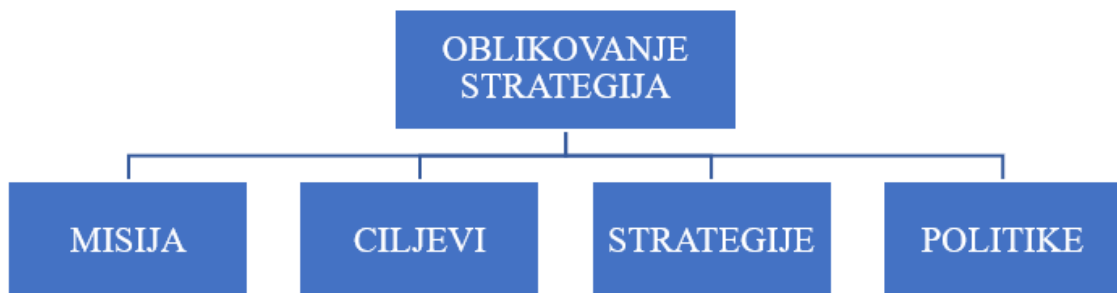 OBLIKOVANJE
STRATEGIJA
MISIJA
CILJEVI
STRATEGIJE
POLITIKE